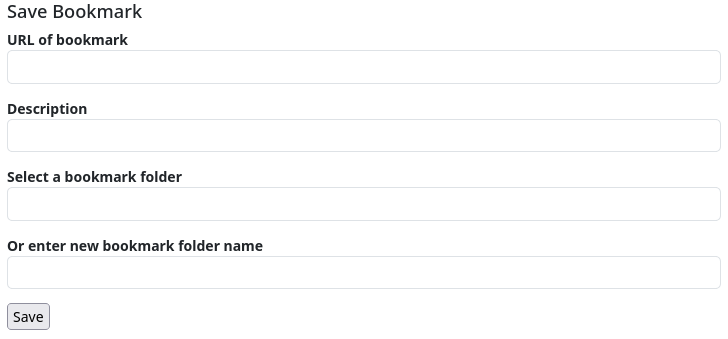 Save Bookmark
URL of bookmark
Description
Select a bookmark folder
Or enter new bookmark folder name
Save